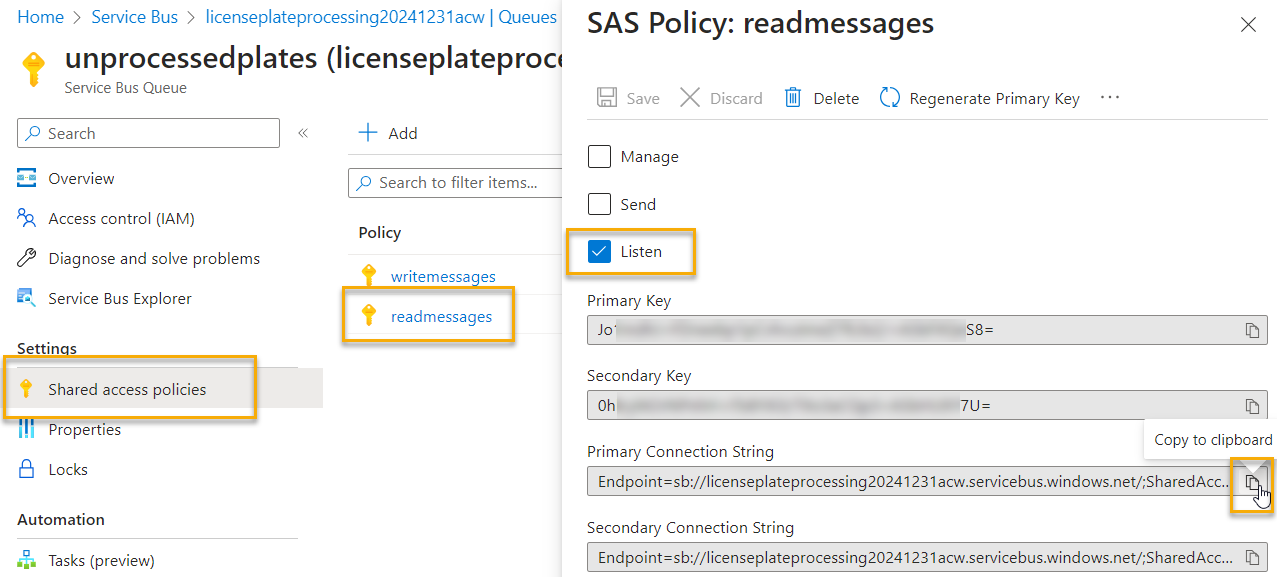 Home > Service Bus > licenseplateprocessing20241231acw | Queues
unprocessedplates (licenseplateproce
Service Bus Queue
Search
«
Overview
Access control (IAM)
Diagnose and solve problems
Service Bus Explorer
Settings
Shared access policies
Properties
Locks
Automation
Tasks (preview)
Add
Search to filter items...
Policy
writemessages
readmessages
SAS Policy: readmessages
Save Discard Delete Regenerate Primary Key ...
Manage
Send
Listen
Primary Key
S8=
Secondary Key
0h 7U=
Copy to clipboard
Primary Connection String
Endpoint=sb://licenseplateprocessing20241231acw.servicebus.windows.net/;SharedAcc...
Secondary Connection String
Endpoint=sb://licenseplateprocessing20241231acw.servicebus.windows.net/;SharedAcc...